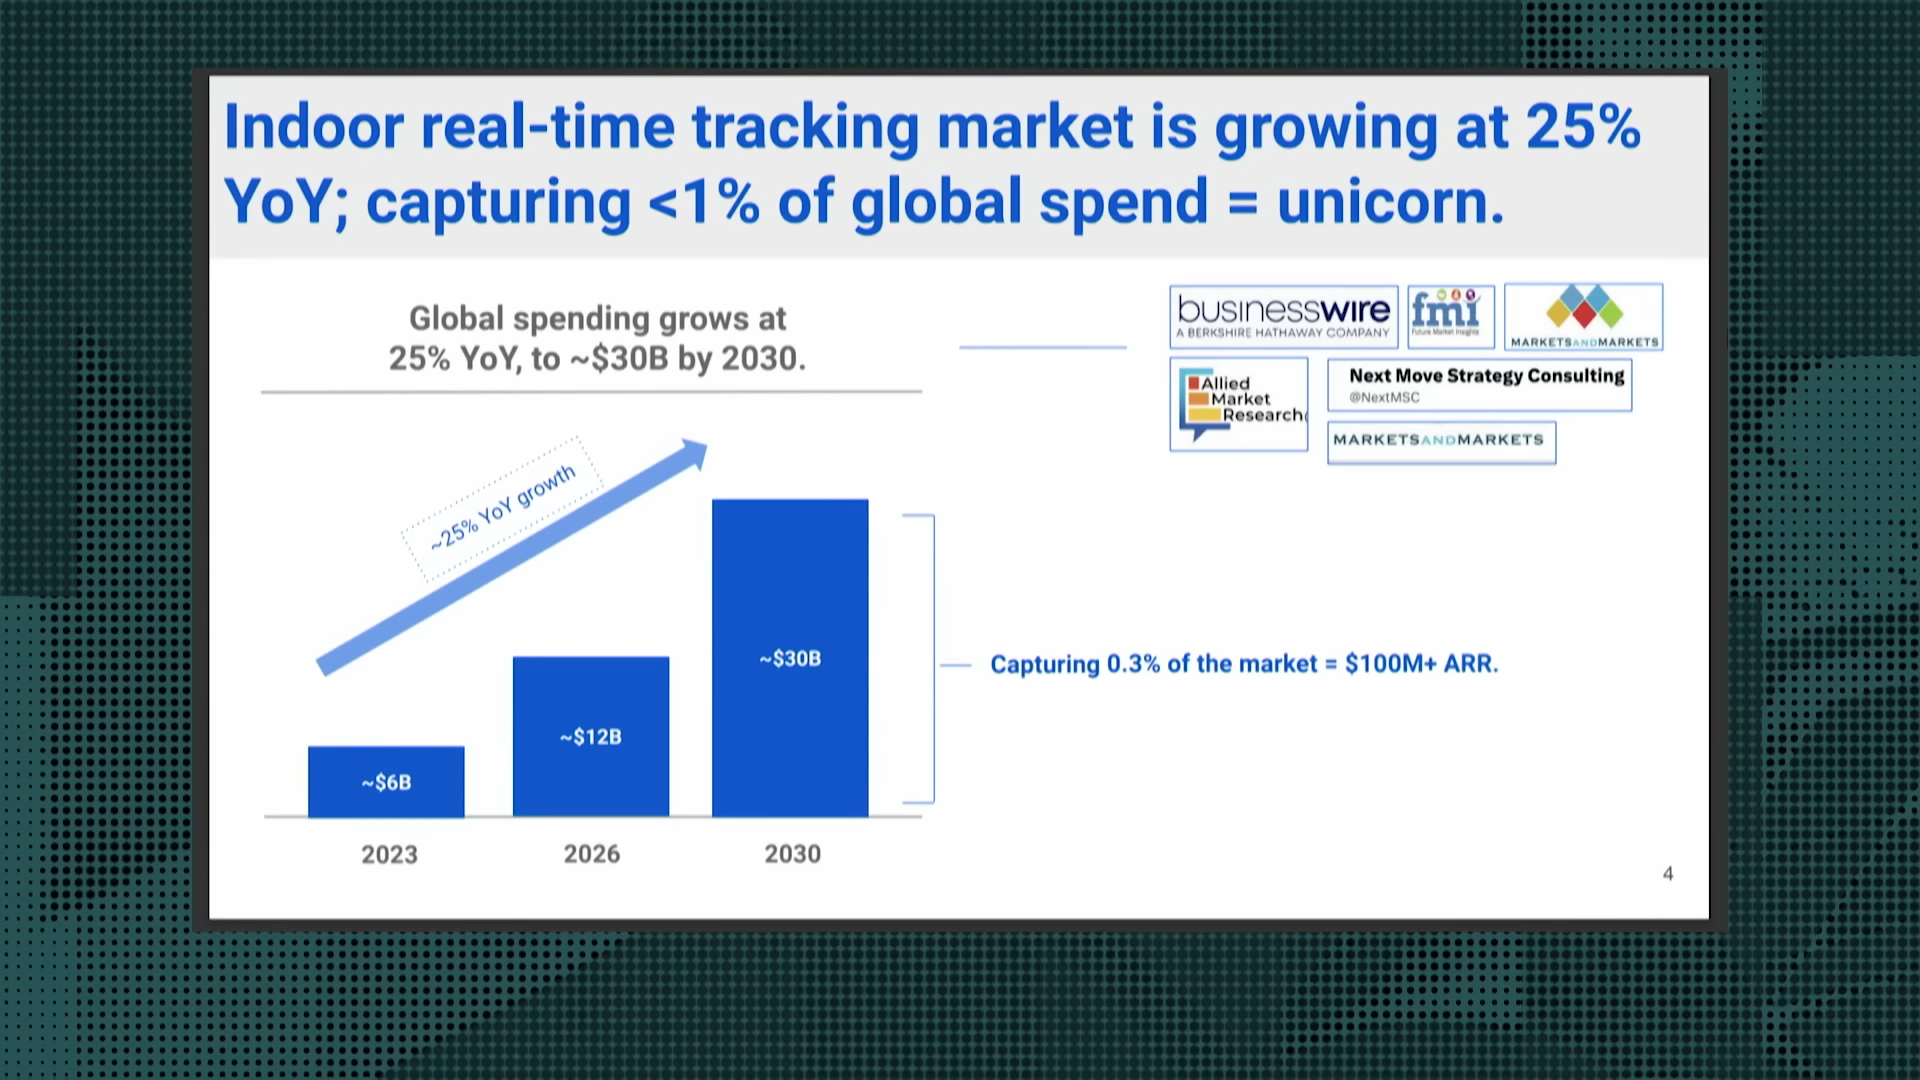 Indoor real-time tracking market is growing at 25%
YoY; capturing <1% of global spend = unicorn.
Global spending grows at
25% YoY, to ~$30B by 2030.
businesswire
A BERKSHIRE HATHAWAY COMPANY
fmi
Future Market Insights
MARKETSANDMARKETS
Allied
Market
Research
Next Move Strategy Consulting
@NextMSC
MARKETSANDMARKETS
~25% YoY growth
~$6B
~$12B
~$30B
Capturing 0.3% of the market = $100M+ ARR.
2023
2026
2030
4